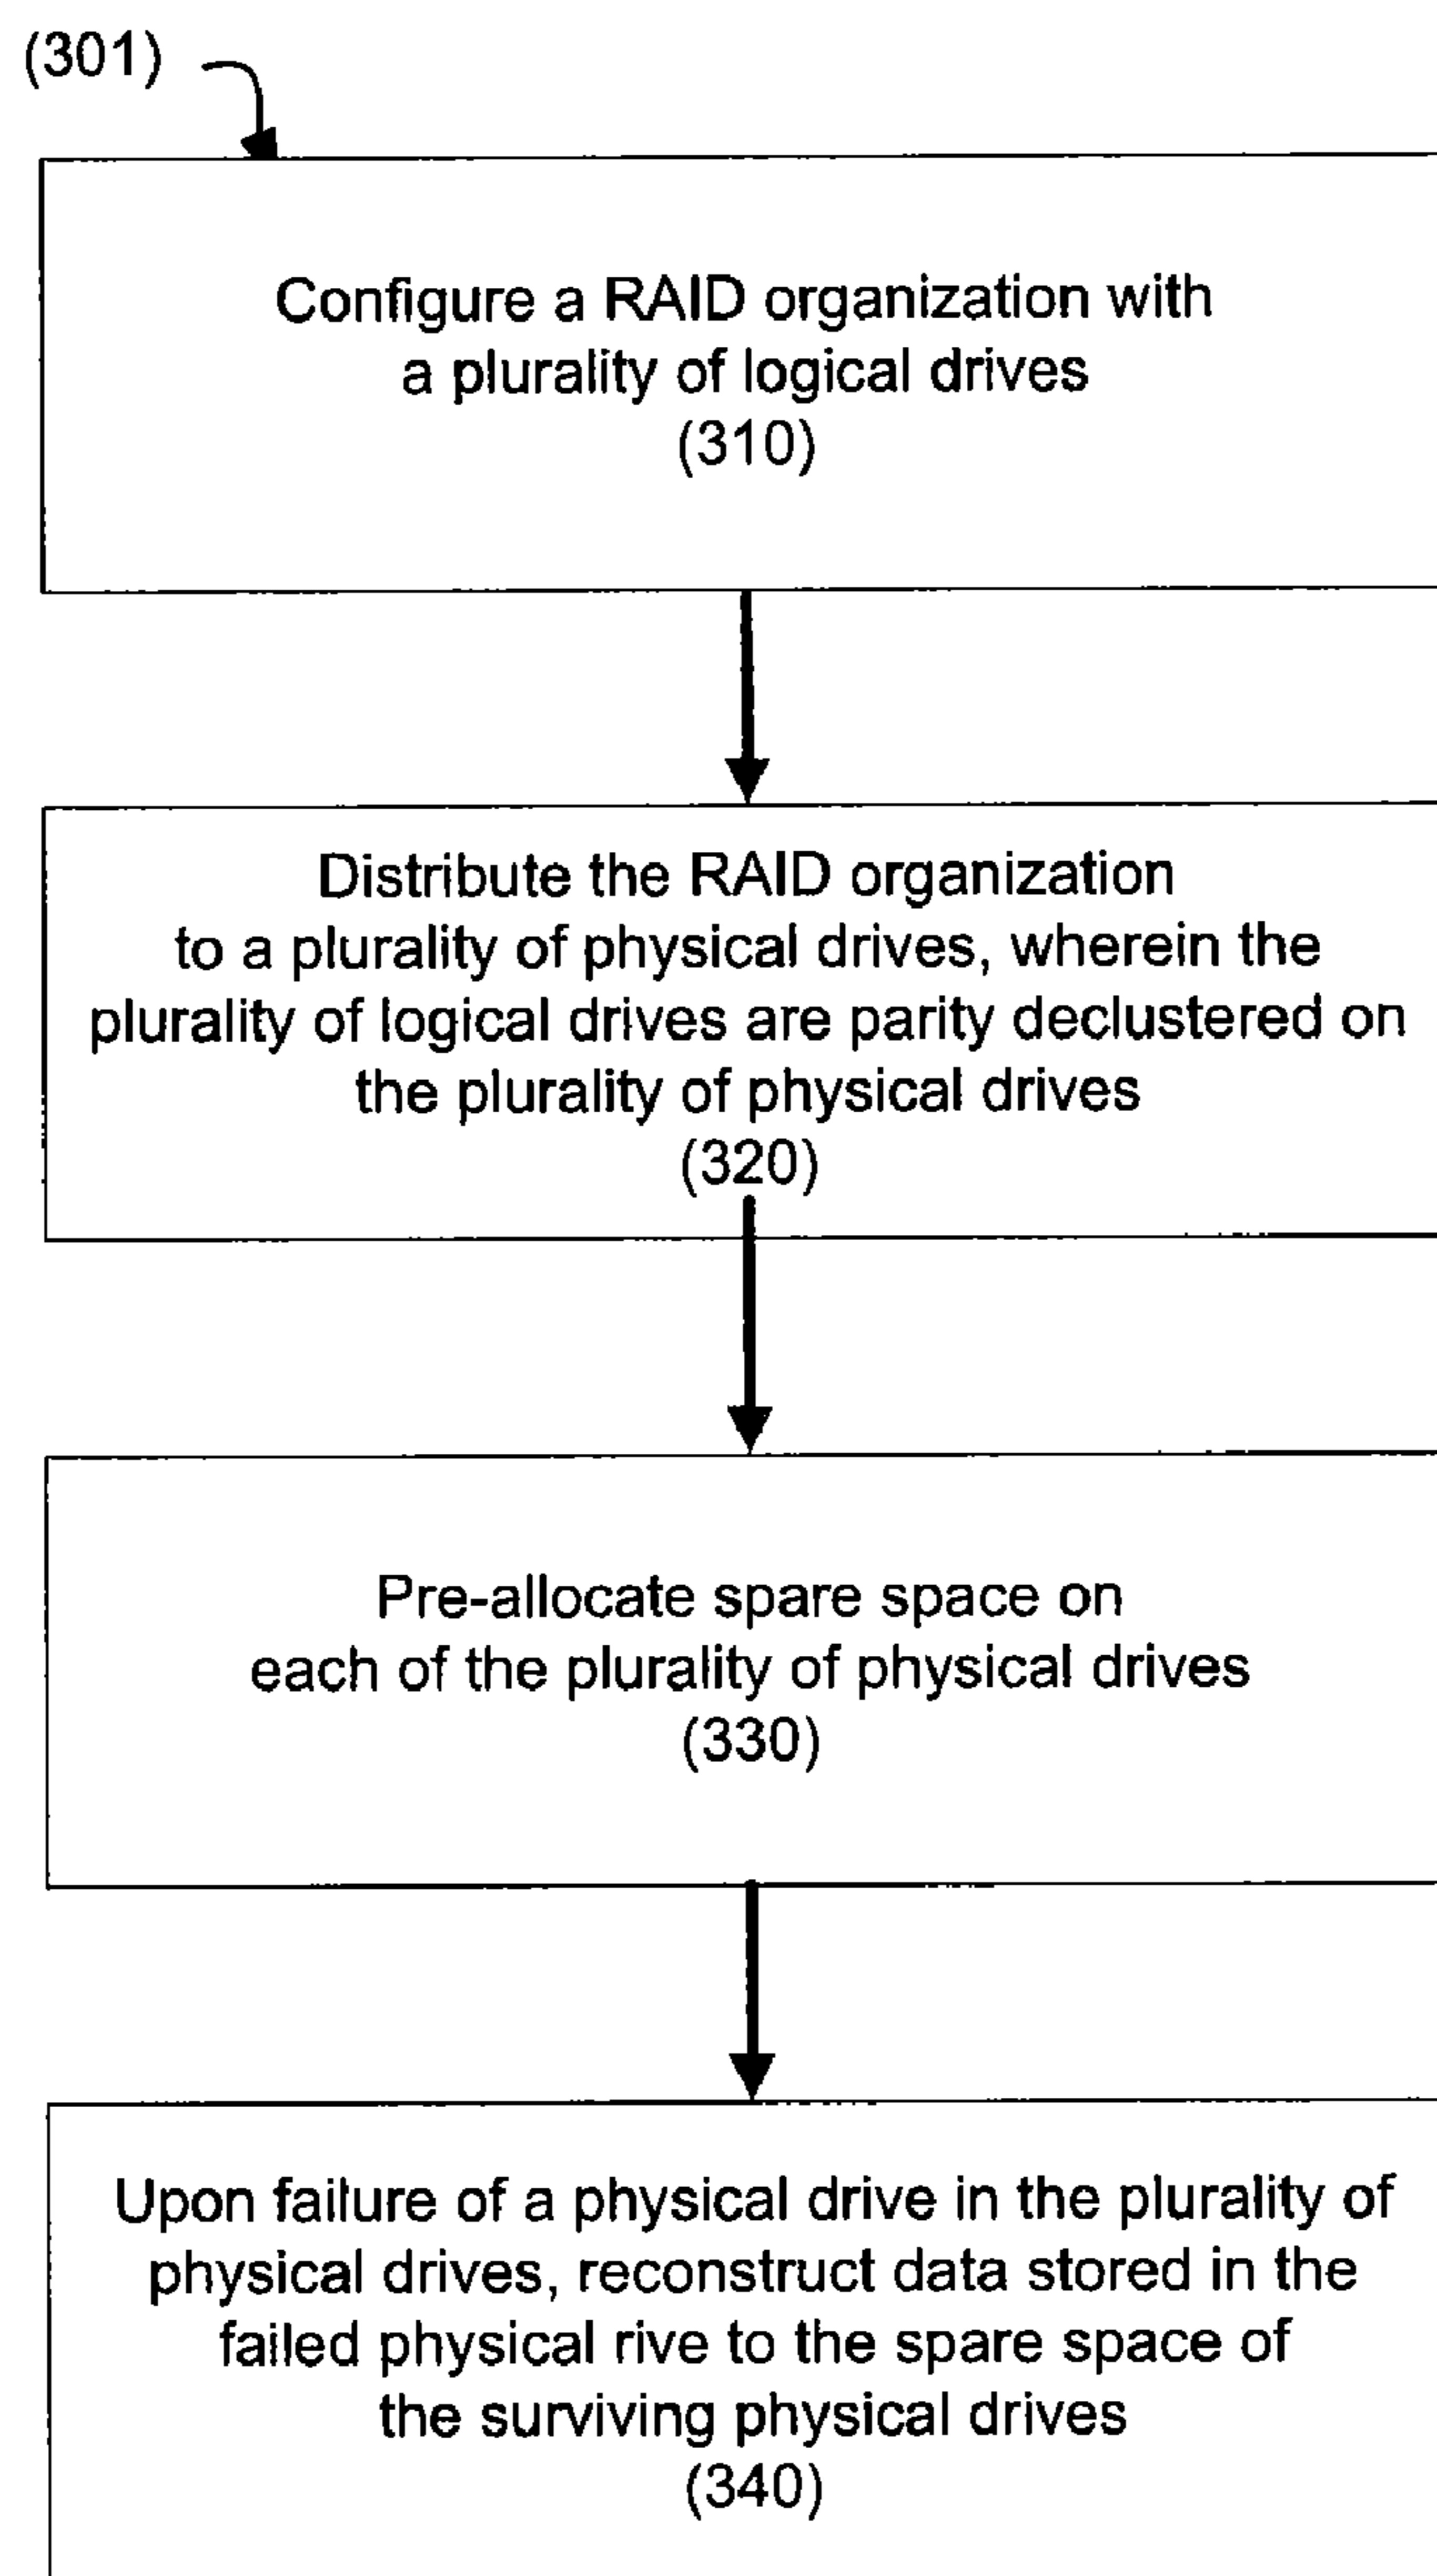 (301)
Configure a RAID organization with
a plurality of logical drives
(310)
Distribute the RAID organization
to a plurality of physical drives, wherein the
plurality of logical drives are parity declustered on
the plurality of physical drives
(320)
Pre-allocate spare space on
each of the plurality of physical drives
(330)
Upon failure of a physical drive in the plurality of
physical drives, reconstruct data stored in the
failed physical rive to the spare space of
the surviving physical drives
(340)